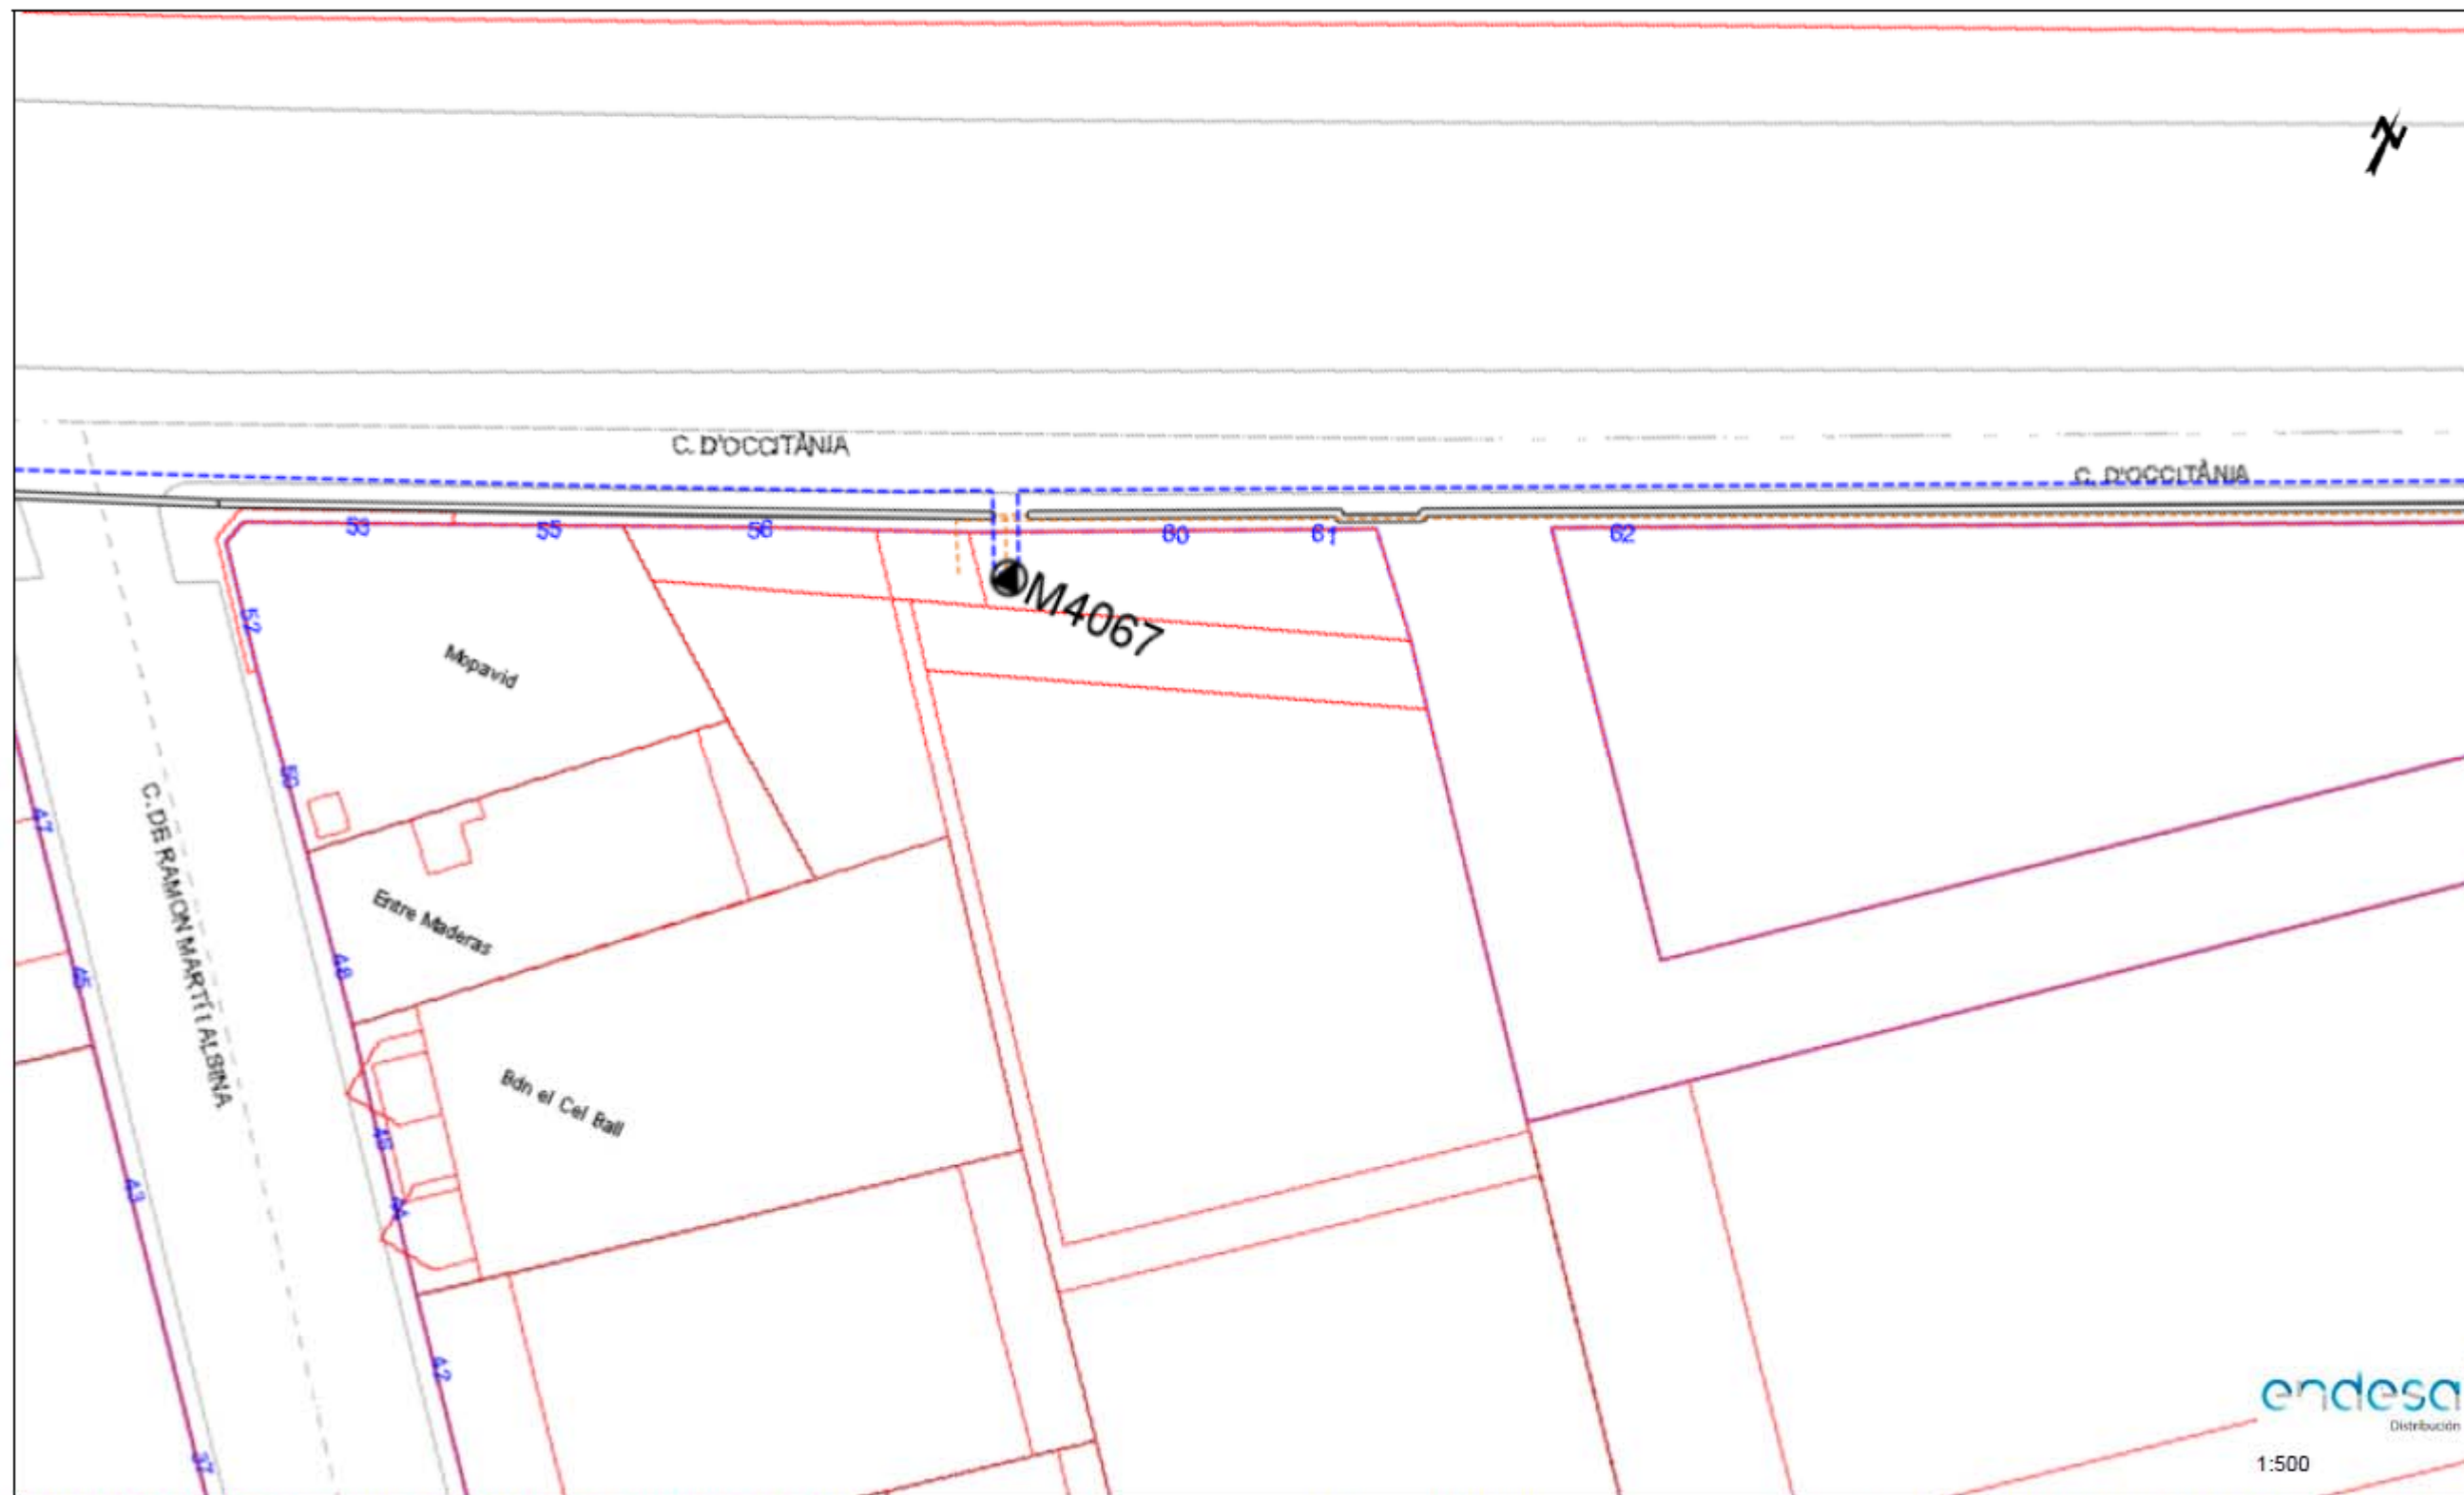 N
C. D'OCCITÀNIA
C. D'OCCITÀNIA
53
55
56
60
61
62
M4067
52
Mopavid
50
47
C. DE RAMON MARTÍ I ALSINA
Entre Maderas
48
45
Bdn el Cel Ball
46
43
44
42
37
endesa
Distribución
1:500